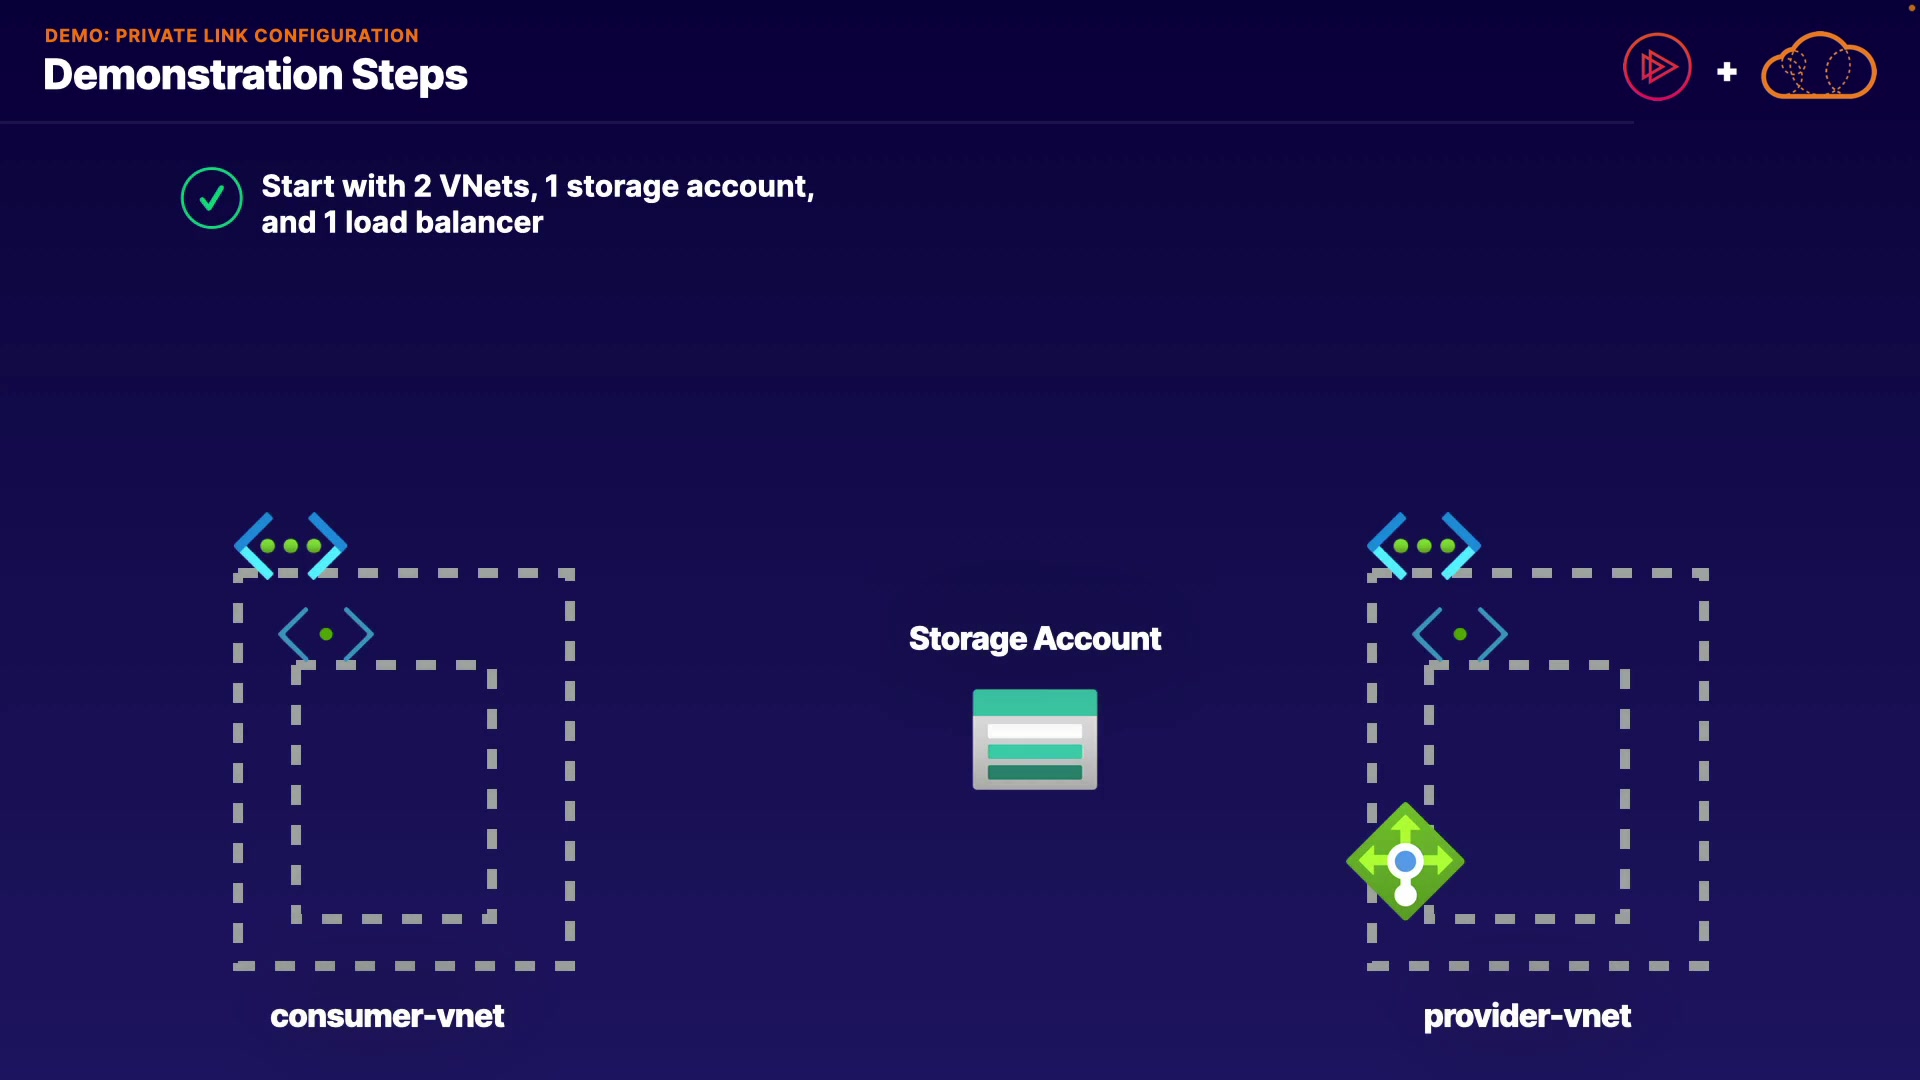 DEMO: PRIVATE LINK CONFIGURATION
Demonstration Steps
Start with 2 VNets, 1 storage account,
and 1 load balancer
Storage Account
consumer-vnet
provider-vnet